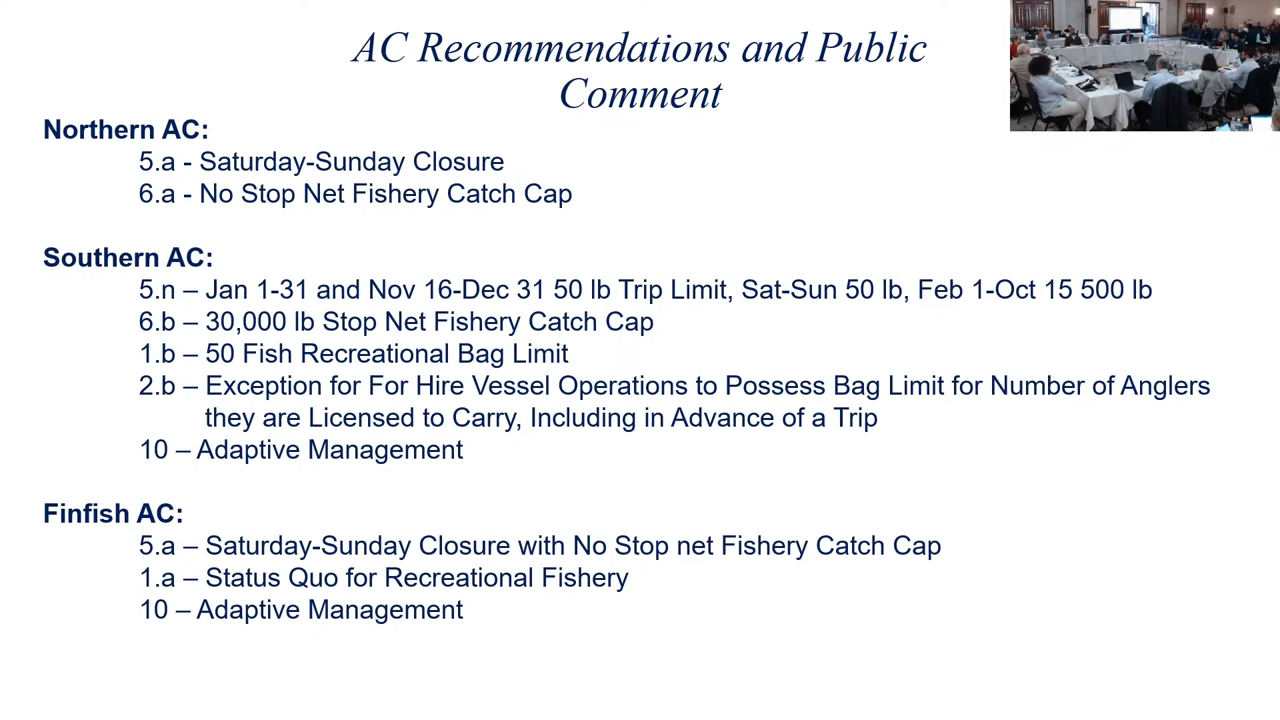 AC Recommendations and Public
Comment
Northern AC:
5.a - Saturday-Sunday Closure
6.a - No Stop Net Fishery Catch Cap
Southern AC:
5.n – Jan 1-31 and Nov 16-Dec 31 50 lb Trip Limit, Sat-Sun 50 lb, Feb 1-Oct 15 500 lb
6.b – 30,000 lb Stop Net Fishery Catch Cap
1.b – 50 Fish Recreational Bag Limit
2.b – Exception for For Hire Vessel Operations to Possess Bag Limit for Number of Anglers
they are Licensed to Carry, Including in Advance of a Trip
10 – Adaptive Management
Finfish AC:
5.a – Saturday-Sunday Closure with No Stop net Fishery Catch Cap
1.a – Status Quo for Recreational Fishery
10 – Adaptive Management